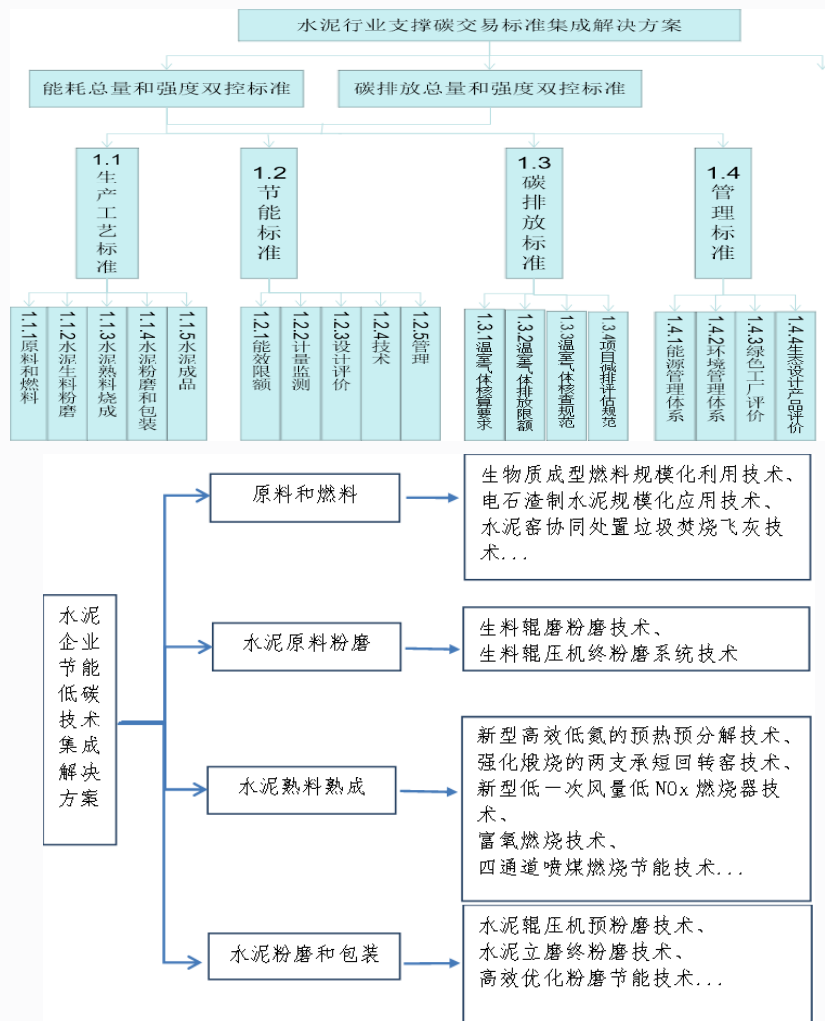 水泥行业支撑碳交易标准集成解决方案
能耗总量和强度双控标准
碳排放总量和强度双控标准
1.1生产工艺标准
1.2节能标准
1.3碳排放标准
1.4管理标准
1.1.1原料和燃料
1.1.2水泥生料粉磨
1.1.3水泥熟料烧成
1.1.4水泥粉磨和包装
1.1.5水泥成品
1.2.1能效限额
1.2.2计量监测
1.2.3设计评价
1.2.4技术
1.2.5管理
1.3.1温室气体核算要求
1.3.2温室气体排放限额
1.3.3温室气体核查规范
1.3.4项目减排评估规范
1.4.1能源管理体系
1.4.2环境管理体系
1.4.3绿色工厂评价
1.4.4生态设计产品评价
水泥
企业
节能
低碳
技术
集成
解决
方案
原料和燃料
生物质成型燃料规模化利用技术、
电石渣制水泥规模化应用技术、
水泥窑协同处置垃圾焚烧飞灰技
术...
水泥原料粉磨
生料辊磨粉磨技术、
生料辊压机终粉磨系统技术
水泥熟料熟成
新型高效低氮的预热预分解技术、
强化煅烧的两支承短回转窑技术、
新型低一次风量低NOx燃烧器技
术、
富氧燃烧技术、
四通道喷煤燃烧节能技术...
水泥粉磨和包装
水泥辊压机预粉磨技术、
水泥立磨终粉磨技术、
高效优化粉磨节能技术...